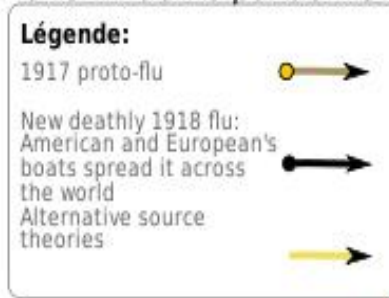 Légende:
1917 proto-flu
New deathly 1918 flu:
American and European's
boats spread it across
the world
Alternative source
theories